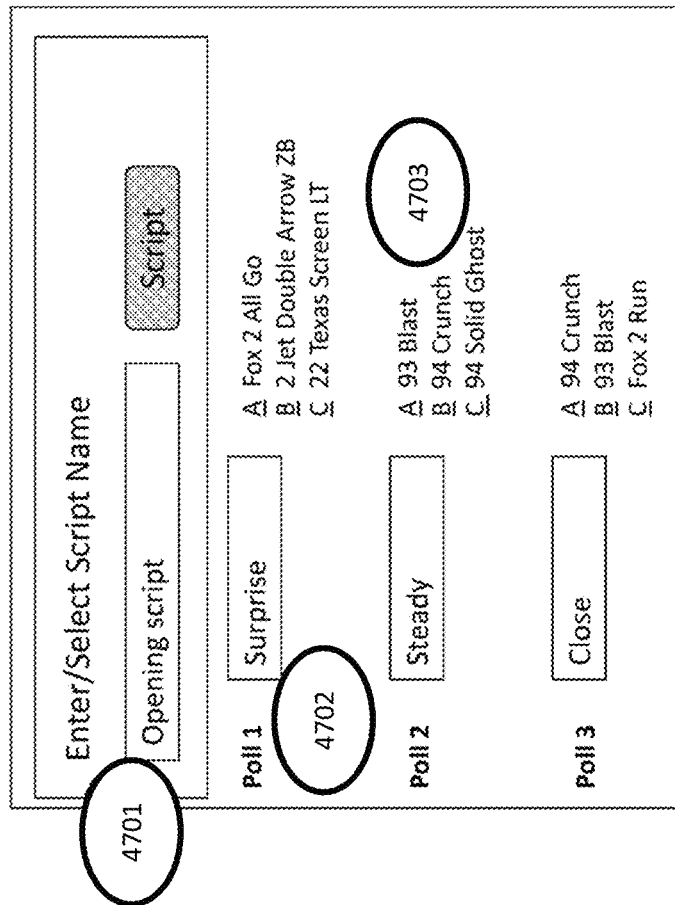 Enter/Select Script Name
4701
Opening script
Script
Poll 1
Surprise
A Fox 2 All Go
B 2 Jet Double Arrow ZB
C 22 Texas Screen LT
4702
Poll 2
Steady
A 93 Blast
B 94 Crunch
C 94 Solid Ghost
4703
Poll 3
Close
A 94 Crunch
B 93 Blast
C Fox 2 Run